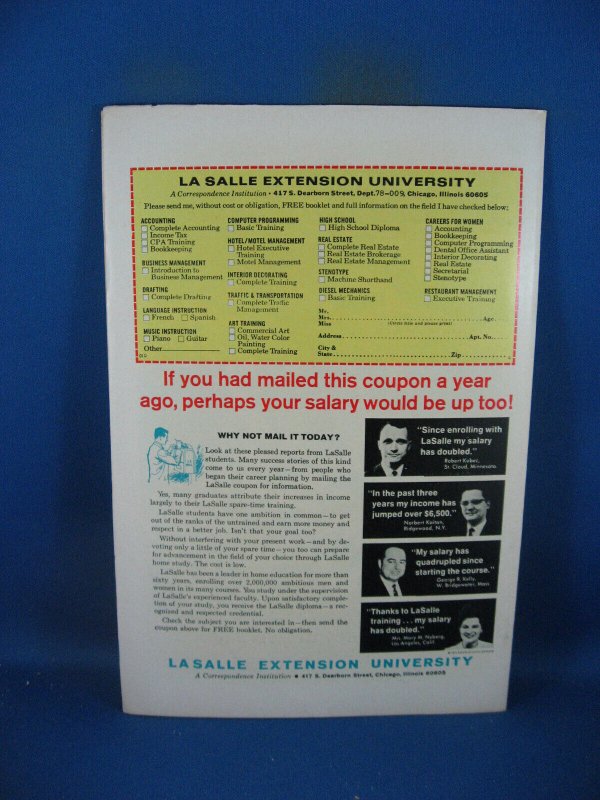 LA SALLE EXTENSION UNIVERSITY
A Correspondence Institution • 417 S. Dearborn Street, Dept. 78-009, Chicago, Illinois 60605
Please send me, without cost or obligation, FREE booklet and full information on the field I have checked below:
ACCOUNTING
Complete Accounting
Income Tax
CPA Training
Bookkeeping
BUSINESS MANAGEMENT
Introduction to
Business Management
DRAFTING
Complete Drafting
LANGUAGE INSTRUCTION
French Spanish
MUSIC INSTRUCTION
Piano Guitar
Other
COMPUTER PROGRAMMING
Basic Training
HOTEL/MOTEL MANAGEMENT
Hotel Executive
Training
Motel Management
INTERIOR DECORATING
Complete Training
TRAFFIC & TRANSPORTATION
Complete Traffic
Management
ART TRAINING
Commercial Art
Oil, Water Color
Painting
Complete Training
HIGH SCHOOL
High School Diploma
REAL ESTATE
Complete Real Estate
Real Estate Brokerage
Real Estate Management
STENOTYPE
Machine Shorthand
DIESEL MECHANICS
Basic Training
CAREERS FOR WOMEN
Accounting
Bookkeeping
Computer Programming
Dental Office Assistant
Interior Decorating
Real Estate
Secretarial
Stenotype
RESTAURANT MANAGEMENT
Executive Training
Mr.
Mrs. Age
Miss (Circle title and please print)
Address Apt. No.
City &
State Zip
If you had mailed this coupon a year
ago, perhaps your salary would be up too!
WHY NOT MAIL IT TODAY?
Look at these pleased reports from LaSalle
students. Many success stories of this kind
come to us every year—from people who
began their career planning by mailing the
LaSalle coupon for information.
Yes, many graduates attribute their increases in income
largely to their LaSalle spare-time training.
LaSalle students have one ambition in common—to get
out of the ranks of the untrained and earn more money and
respect in a better job. Isn't that your goal too?
Without interfering with your present work—and by de-
voting only a little of your spare time—you too can prepare
for advancement in the field of your choice through LaSalle
home study. The cost is low.
LaSalle has been a leader in home education for more than
sixty years, enrolling over 2,000,000 ambitious men and
women in its many courses. You study under the supervision
of LaSalle's experienced faculty. Upon satisfactory comple-
tion of your study, you receive the LaSalle diploma—a rec-
ognized and respected credential.
Check the subject you are interested in—then send the
coupon above for FREE booklet. No obligation.
"Since enrolling with
LaSalle my salary
has doubled."
Robert Kuber,
St. Cloud, Minnesota
"In the past three
years my income has
jumped over $6,500."
Norbert Kaiton,
Ridgewood, N.Y.
"My salary has
quadrupled since
starting the course."
George R. Kelly,
W. Bridgewater, Mass
"Thanks to LaSalle
training...my salary
has doubled."
Mrs. Mary M. Nyberg,
Los Angeles, Calif.
LASALLE EXTENSION UNIVERSITY
A Correspondence Institution • 417 S. Dearborn Street, Chicago, Illinois 60605